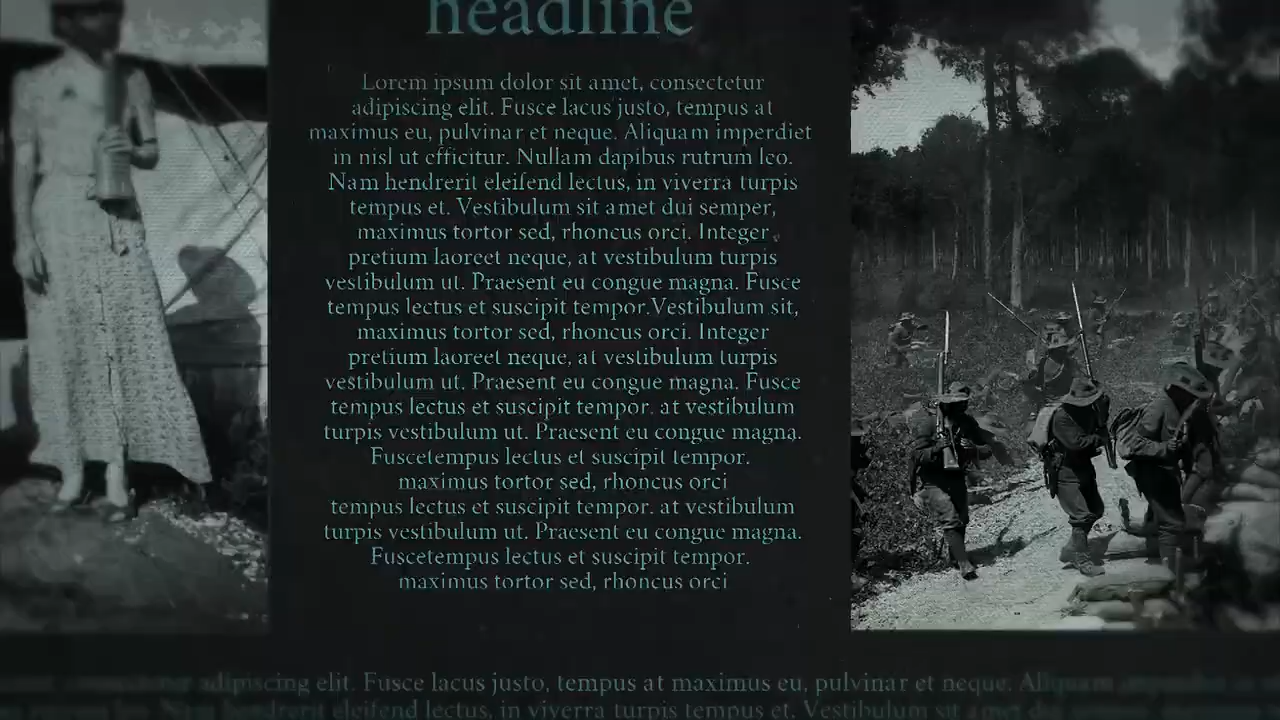 headline
Lorem ipsum dolor sit amet, consectetur
adipiscing elit. Fusce lacus justo, tempus at
maximus eu, pulvinar et neque. Aliquam imperdiet
in nisl ut efficitur. Nullam dapibus rutrum leo.
Nam hendrerit eleifend lectus, in viverra turpis
tempus et. Vestibulum sit amet dui semper,
maximus tortor sed, rhoncus orci. Integer
pretium laoreet neque, at vestibulum turpis
vestibulum ut. Praesent eu congue magna. Fusce
tempus lectus et suscipit tempor.Vestibulum sit,
maximus tortor sed, rhoncus orci. Integer
pretium laoreet neque, at vestibulum turpis
vestibulum ut. Praesent eu congue magna. Fusce
tempus lectus et suscipit tempor. at vestibulum
turpis vestibulum ut. Praesent eu congue magna.
Fuscetempus lectus et suscipit tempor.
maximus tortor sed, rhoncus orci
tempus lectus et suscipit tempor. at vestibulum
turpis vestibulum ut. Praesent eu congue magna.
Fuscetempus lectus et suscipit tempor.
maximus tortor sed, rhoncus orci
adipiscing elit. Fusce lacus justo, tempus at maximus eu, pulvinar et neque. Aliquam
Nam hendrerit eleifend lectus, in viverra turpis tempus et. Vestibulum sit amet dui semper,